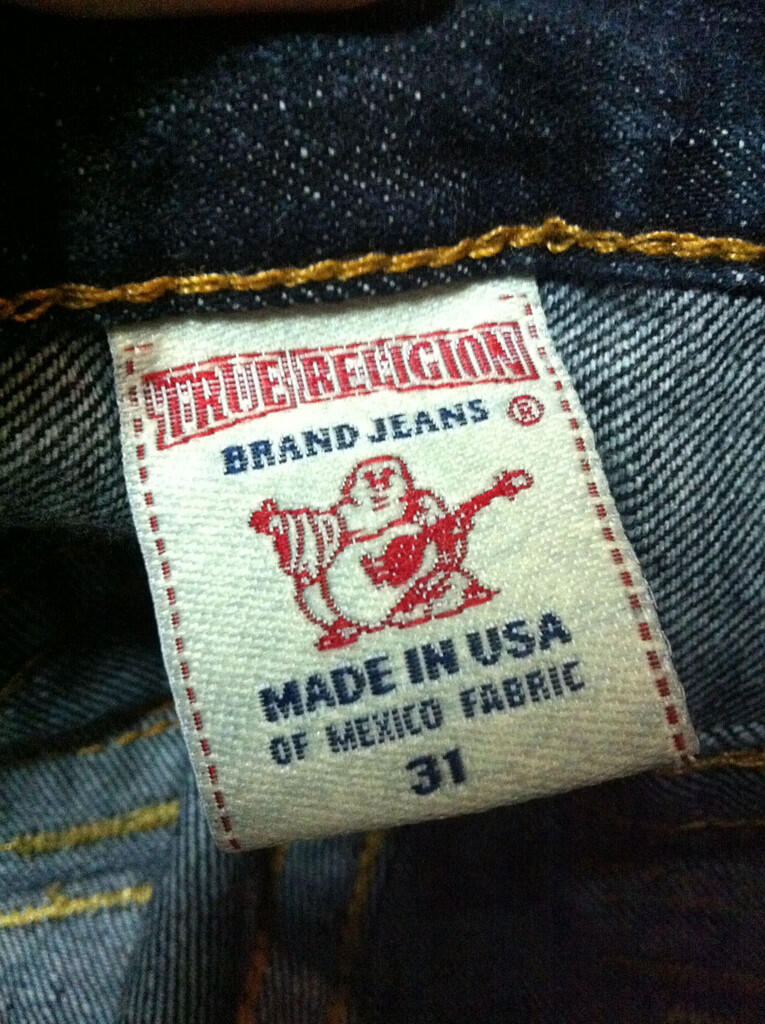 TRUE RELIGION
BRAND JEANS ®
MADE IN USA
OF MEXICO FABRIC
31